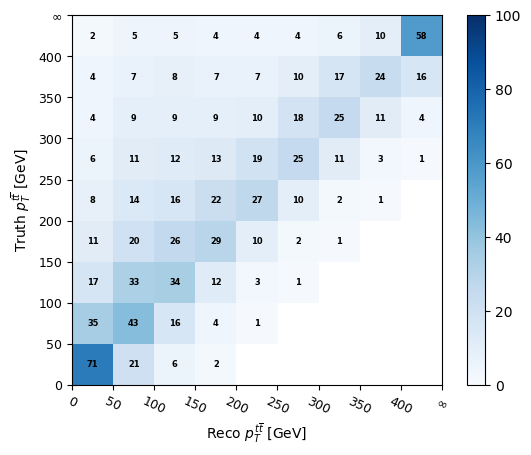 ∞ 2 5 5 4 4 4 6 10 58
400
4 7 8 7 7 10 17 24 16
350
4 9 9 9 10 18 25 11 4
300
6 11 12 13 19 25 11 3 1
250
8 14 16 22 27 10 2 1
200
11 20 26 29 10 2 1
150
17 33 34 12 3 1
100
35 43 16 4 1
50
71 21 6 2
0
0 50 100 150 200 250 300 350 400 ∞
Reco $p_T^{t\overline{t}}$ [GeV]
Truth $p_T^{t\overline{t}}$ [GeV]
100
80
60
40
20
0